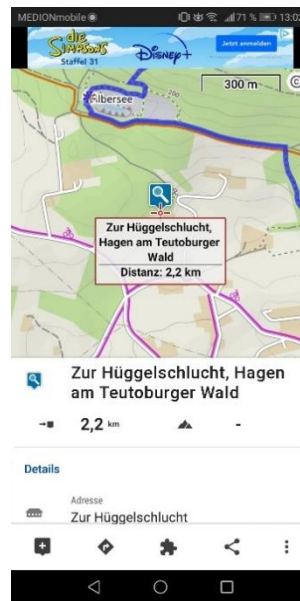 MEDIONmobile
71 % 13:02
die
SIMPSONS
Staffel 31
Disney+
Jetzt anmelden
300 m
200
Zur Hüggelschlucht,
Hagen am Teutoburger
Wald
Distanz: 2,2 km
Zur Hüggelschlucht, Hagen
am Teutoburger Wald
2,2 km -
Details
Adresse
Zur Hüggelschlucht